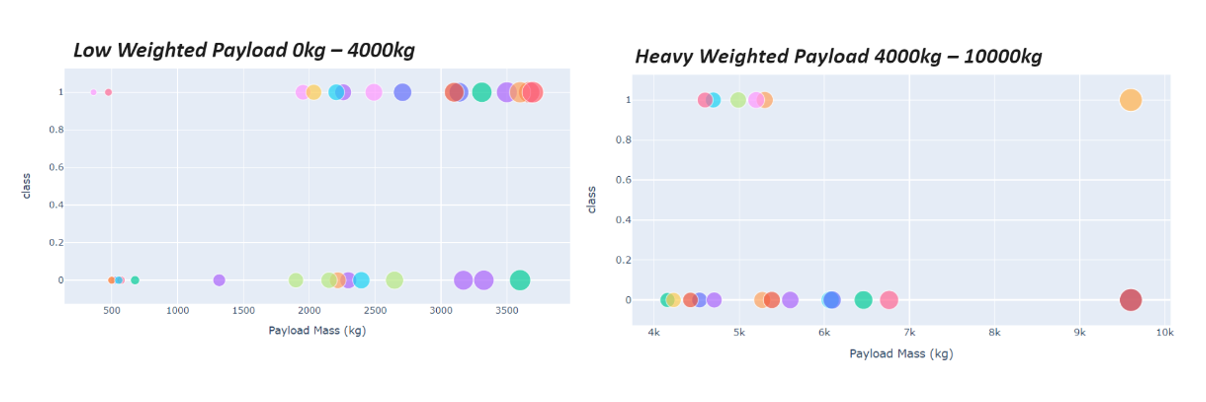 Low Weighted Payload 0kg – 4000kg
1
0.8
0.6
0.4
0.2
0
class
500
1000
1500
2000
2500
3000
3500
Payload Mass (kg)
Heavy Weighted Payload 4000kg – 10000kg
1
0.8
0.6
0.4
0.2
0
class
4k
5k
6k
7k
8k
9k
10k
Payload Mass (kg)